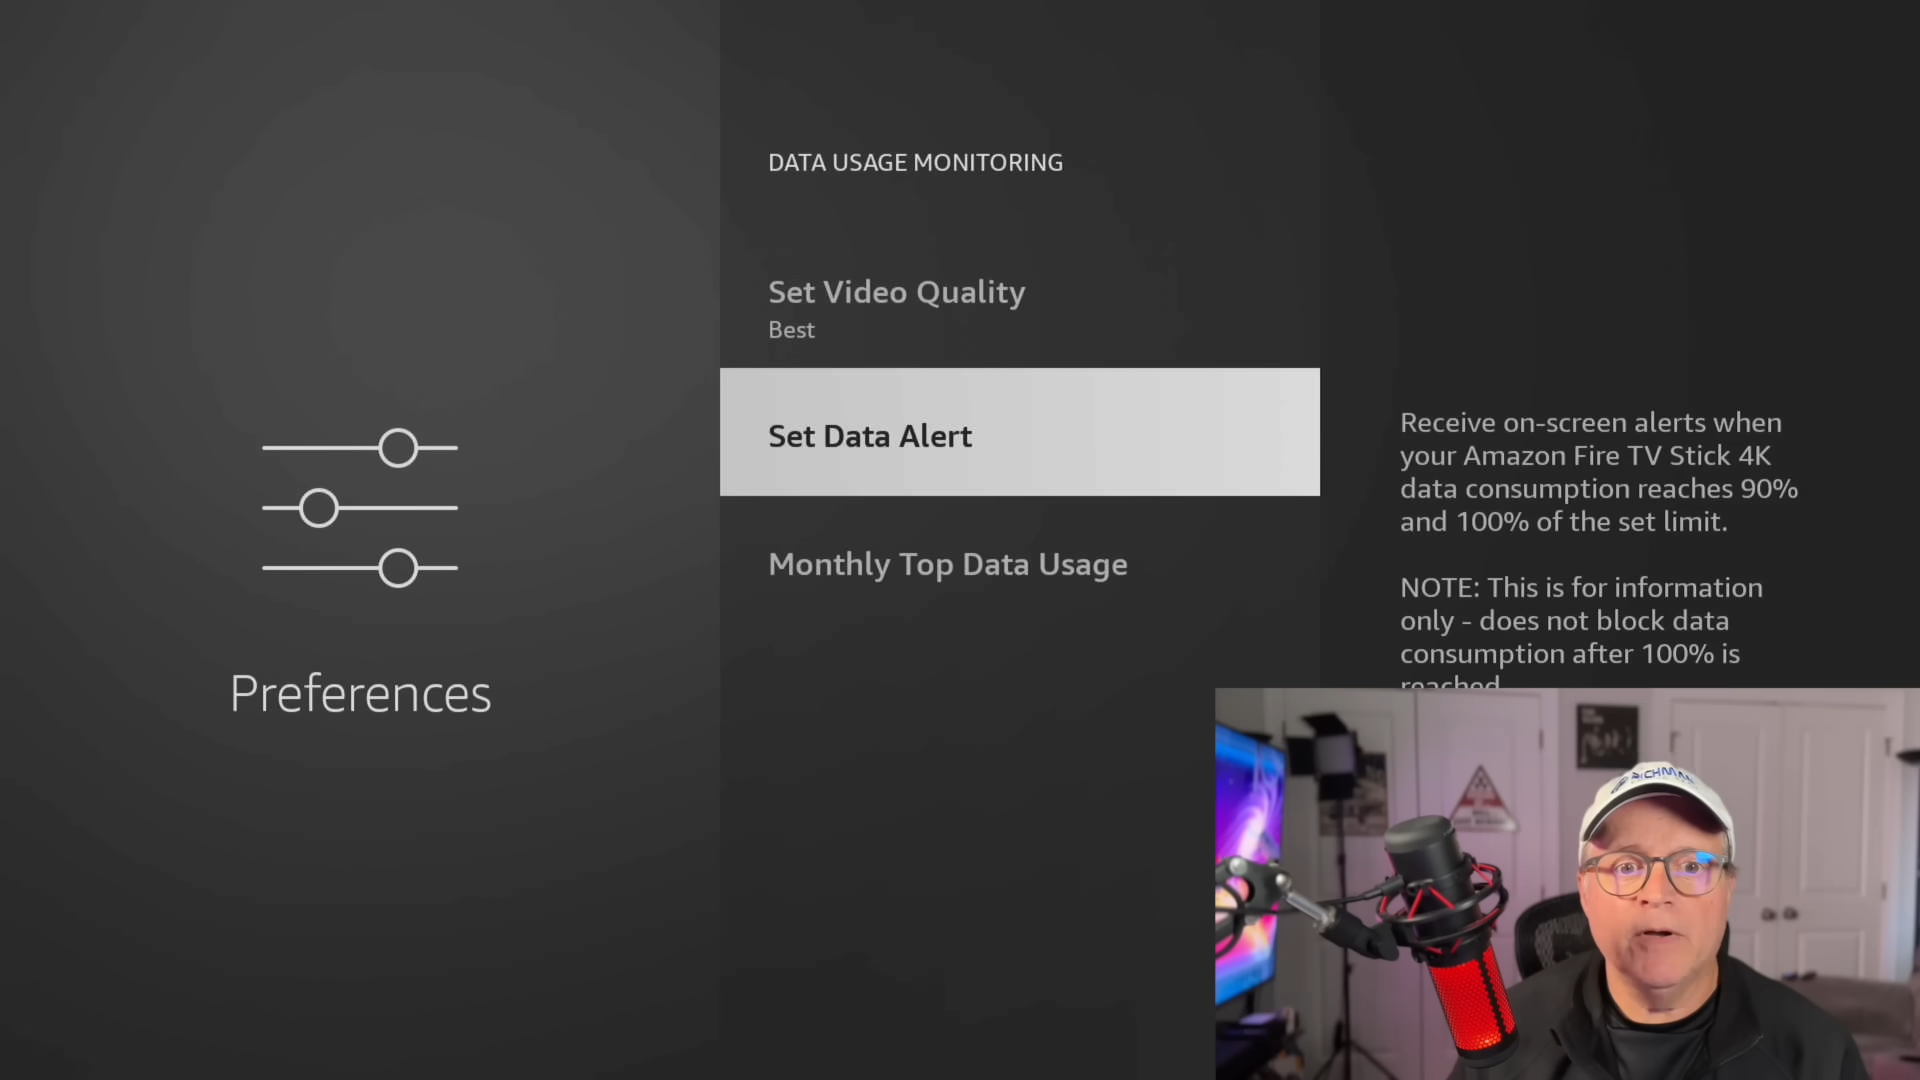 DATA USAGE MONITORING
Set Video Quality
Best
Set Data Alert
Monthly Top Data Usage
Preferences
Receive on-screen alerts when
your Amazon Fire TV Stick 4K
data consumption reaches 90%
and 100% of the set limit.
NOTE: This is for information
only - does not block data
consumption after 100% is
reached